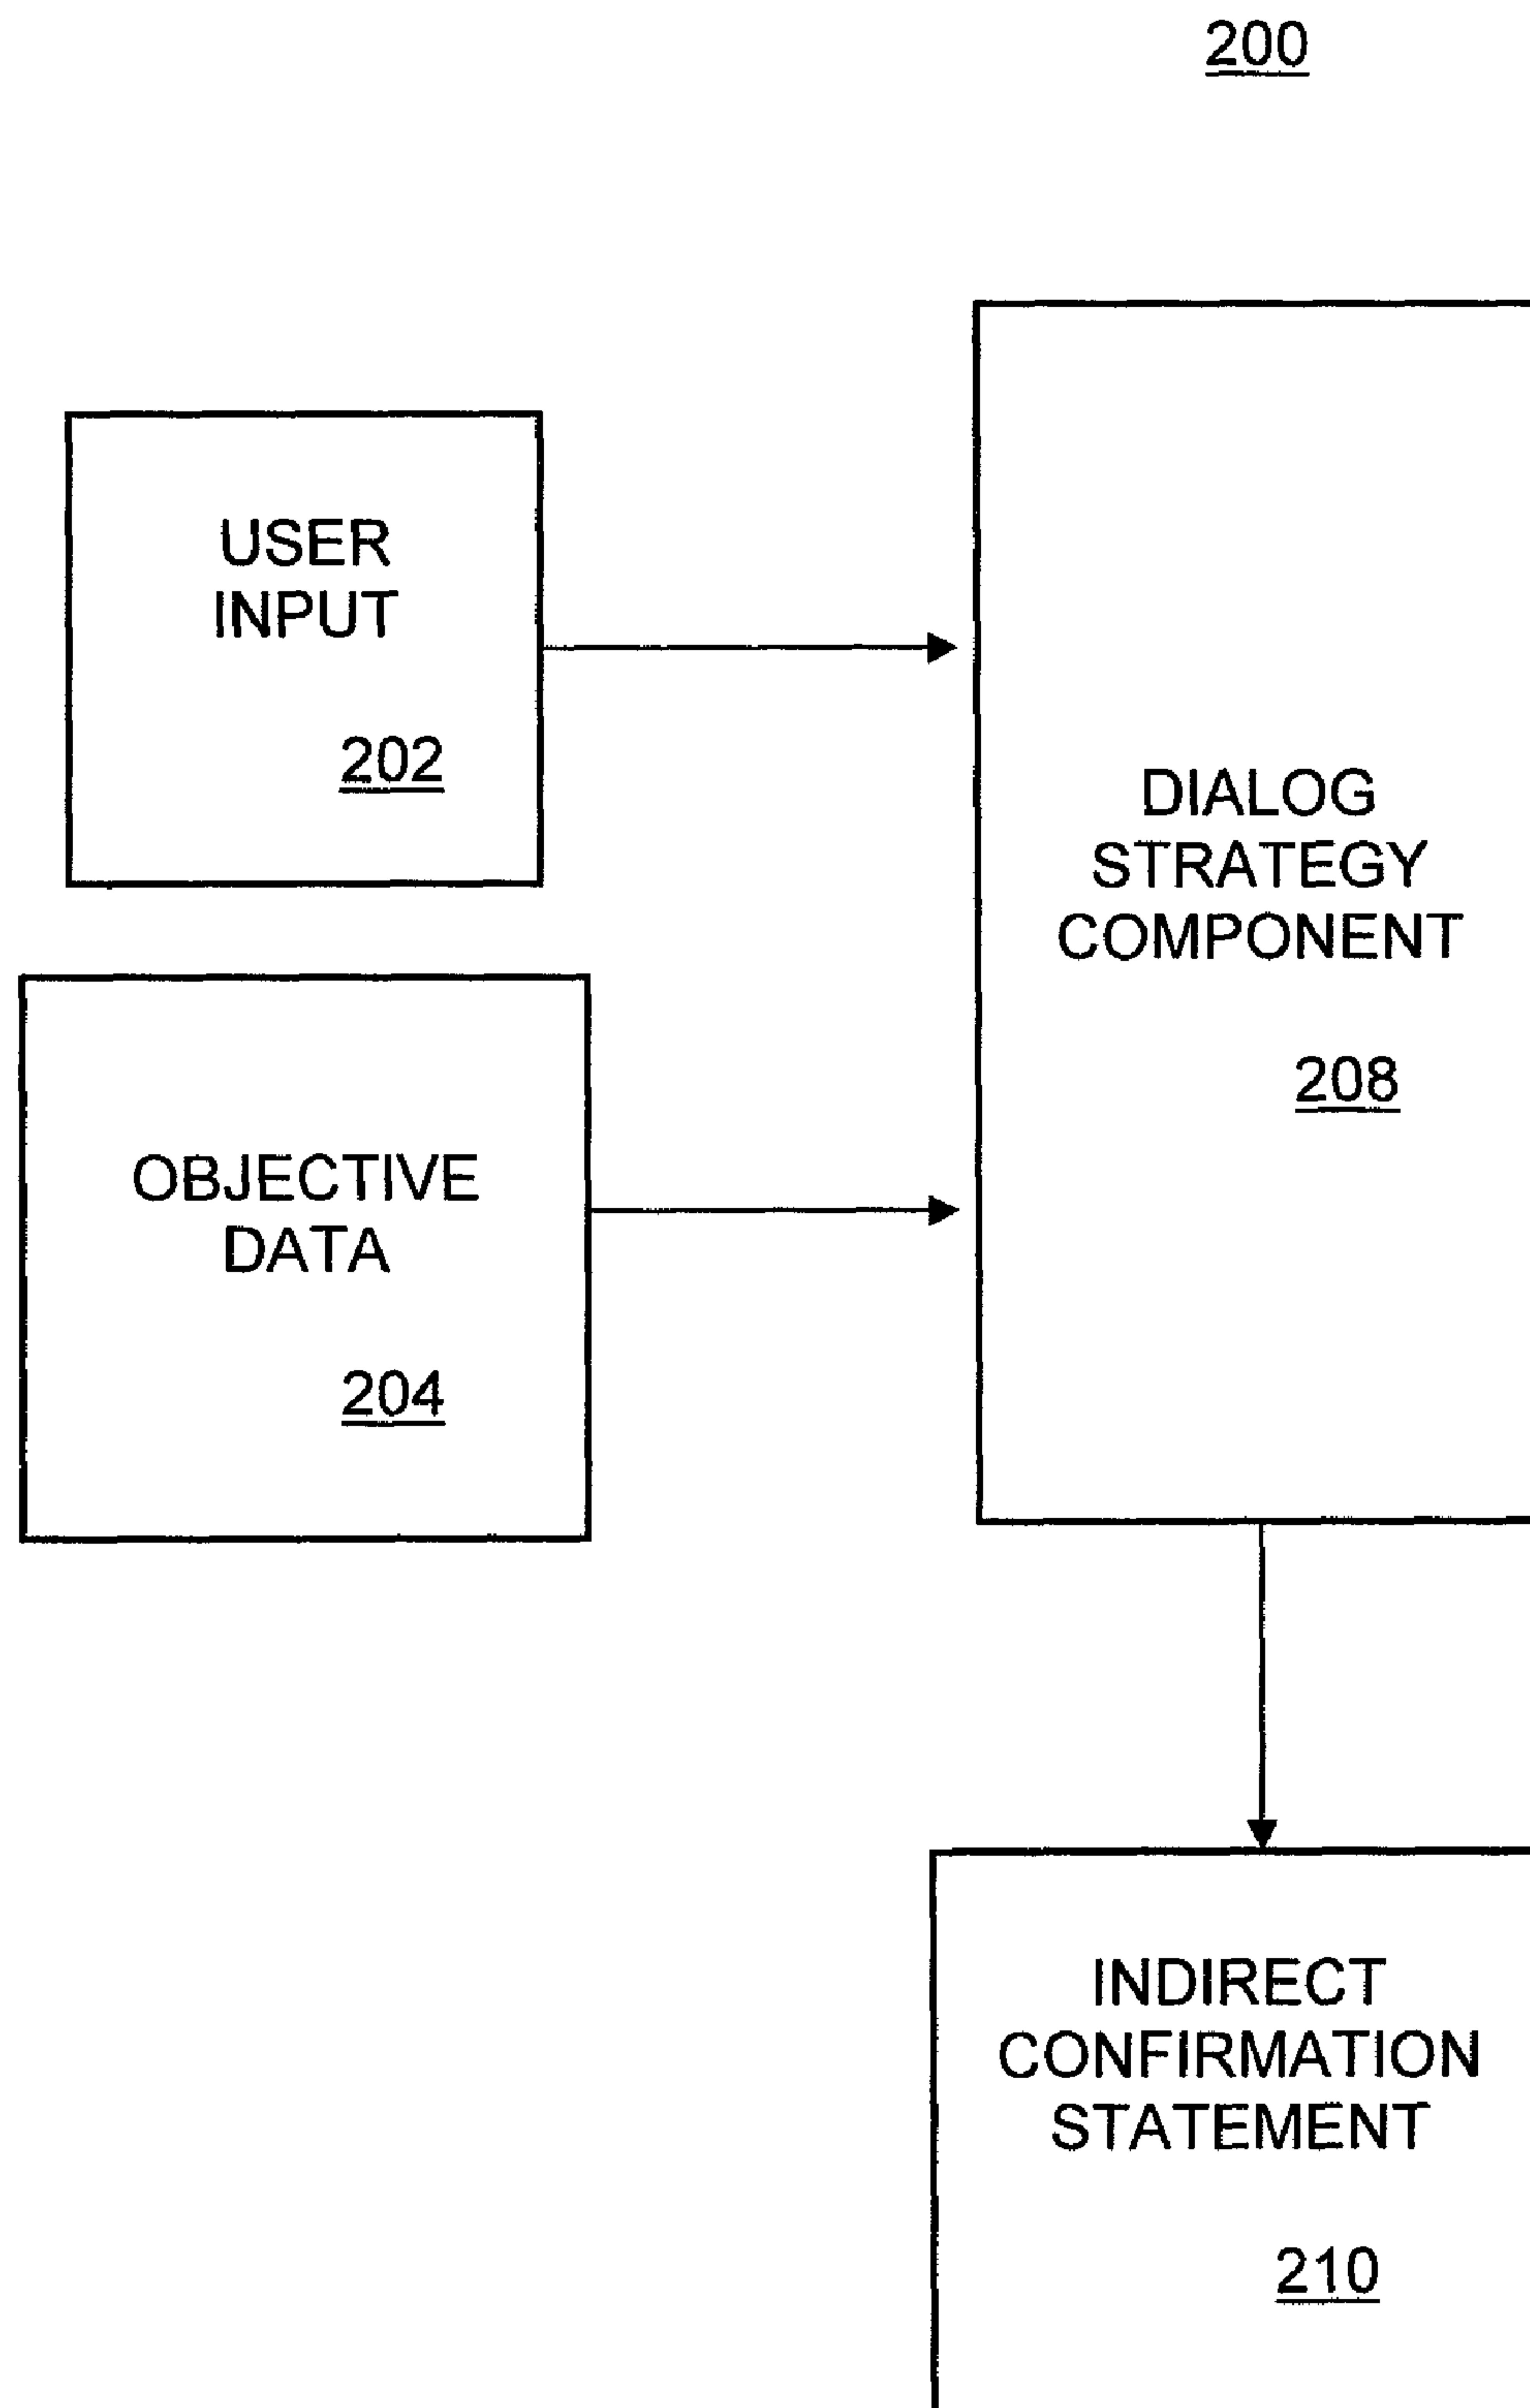 200
USER
INPUT
202
DIALOG
STRATEGY
COMPONENT
208
OBJECTIVE
DATA
204
INDIRECT
CONFIRMATION
STATEMENT
210